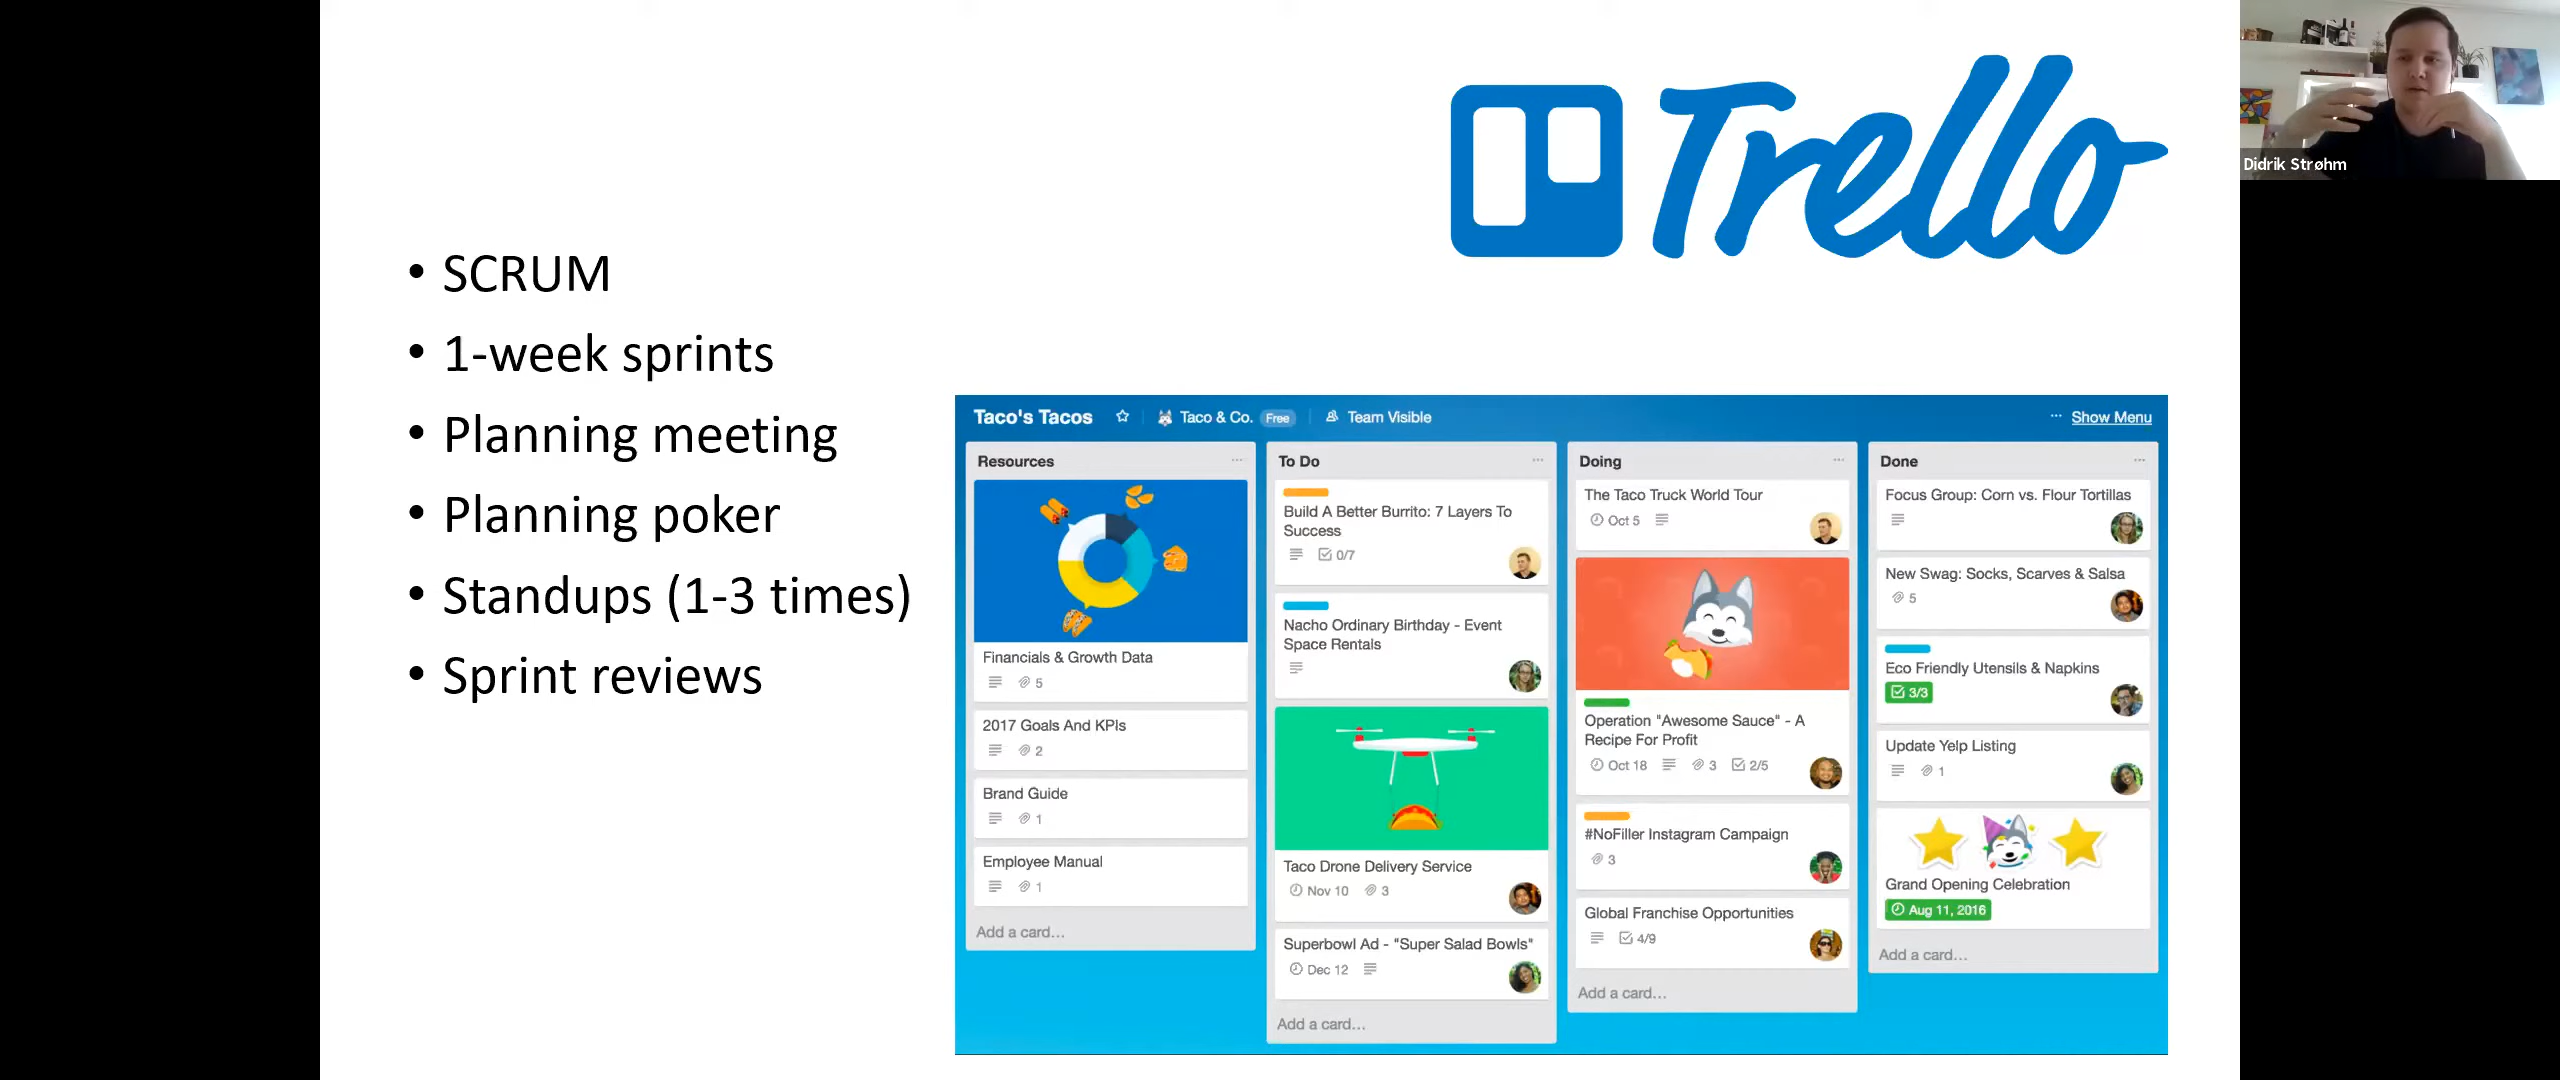 Trello
Didrik Strøhm
• SCRUM
• 1-week sprints
• Planning meeting
• Planning poker
• Standups (1-3 times)
• Sprint reviews
Taco's Tacos
Taco & Co.
Free
Team Visible
... Show Menu
Resources
Financials & Growth Data
5
2017 Goals And KPIs
2
Brand Guide
1
Employee Manual
1
Add a card...
To Do
Build A Better Burrito: 7 Layers To
Success
0/7
Nacho Ordinary Birthday - Event
Space Rentals
Taco Drone Delivery Service
Nov 10 3
Superbowl Ad - "Super Salad Bowls"
Dec 12
Add a card...
Doing
The Taco Truck World Tour
Oct 5
Operation "Awesome Sauce" - A
Recipe For Profit
Oct 18 3 2/5
#NoFiller Instagram Campaign
3
Global Franchise Opportunities
4/9
Add a card...
Done
Focus Group: Corn vs. Flour Tortillas
New Swag: Socks, Scarves & Salsa
5
Eco Friendly Utensils & Napkins
3/3
Update Yelp Listing
1
Grand Opening Celebration
Aug 11, 2016
Add a card...